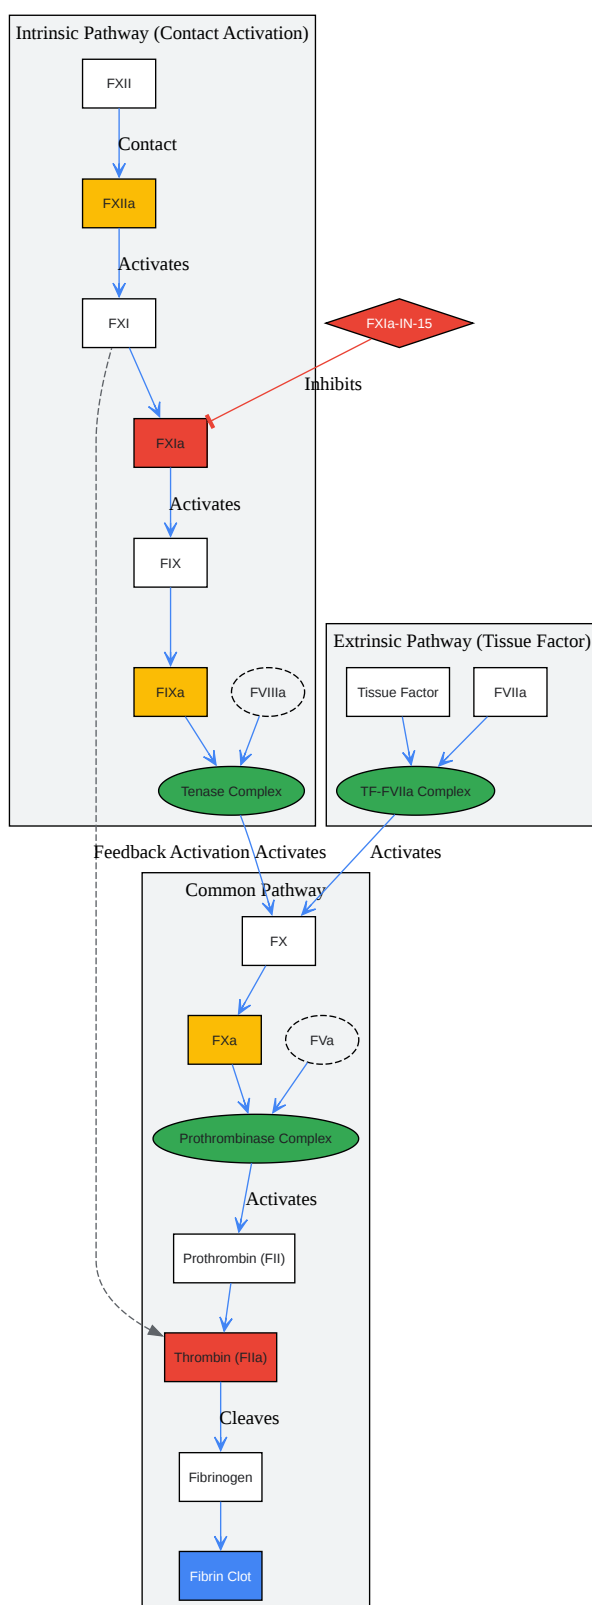 Intrinsic Pathway (Contact Activation)
FXII
Contact
FXIIa
Activates
FXI
FXIa-IN-15
Inhibits
FXIa
Activates
FIX
Extrinsic Pathway (Tissue Factor)
FIXa
FVIIIa
Tissue Factor
FVIIa
Tenase Complex
TF-FVIIa Complex
Feedback Activation
Activates
Activates
Common Pathway
FX
FXa
FVa
Prothrombinase Complex
Activates
Prothrombin (FII)
Thrombin (FIIa)
Cleaves
Fibrinogen
Fibrin Clot